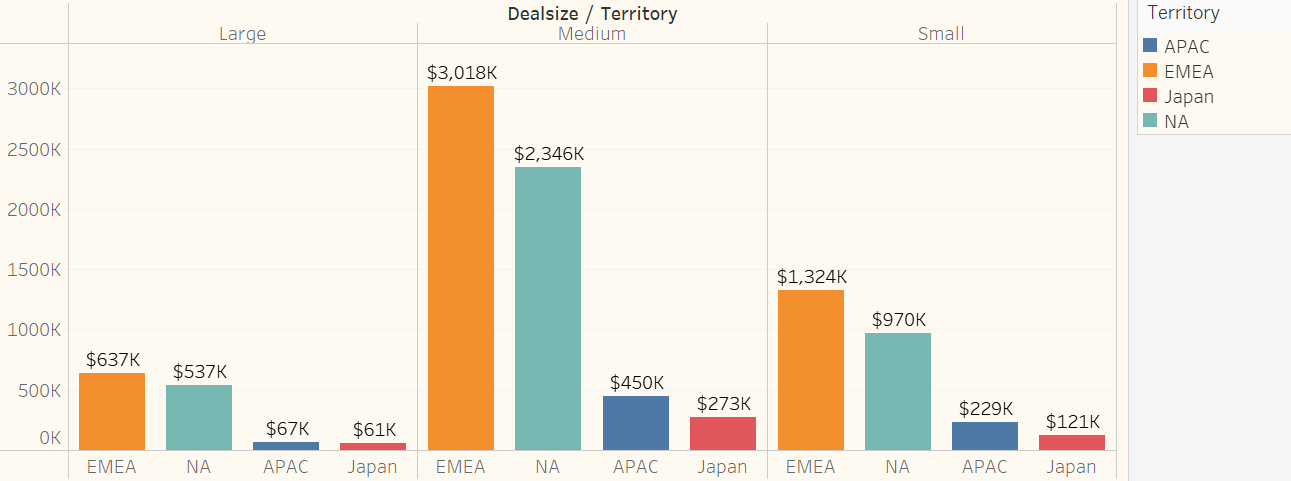 Dealsize / Territory
Large
Medium
Small
3000K
2500K
2000K
1500K
1000K
500K
0K
$637K
$537K
$67K
$61K
$3,018K
$2,346K
$450K
$273K
$1,324K
$970K
$229K
$121K
EMEA NA APAC Japan EMEA NA APAC Japan EMEA NA APAC Japan
Territory
APAC
EMEA
Japan
NA